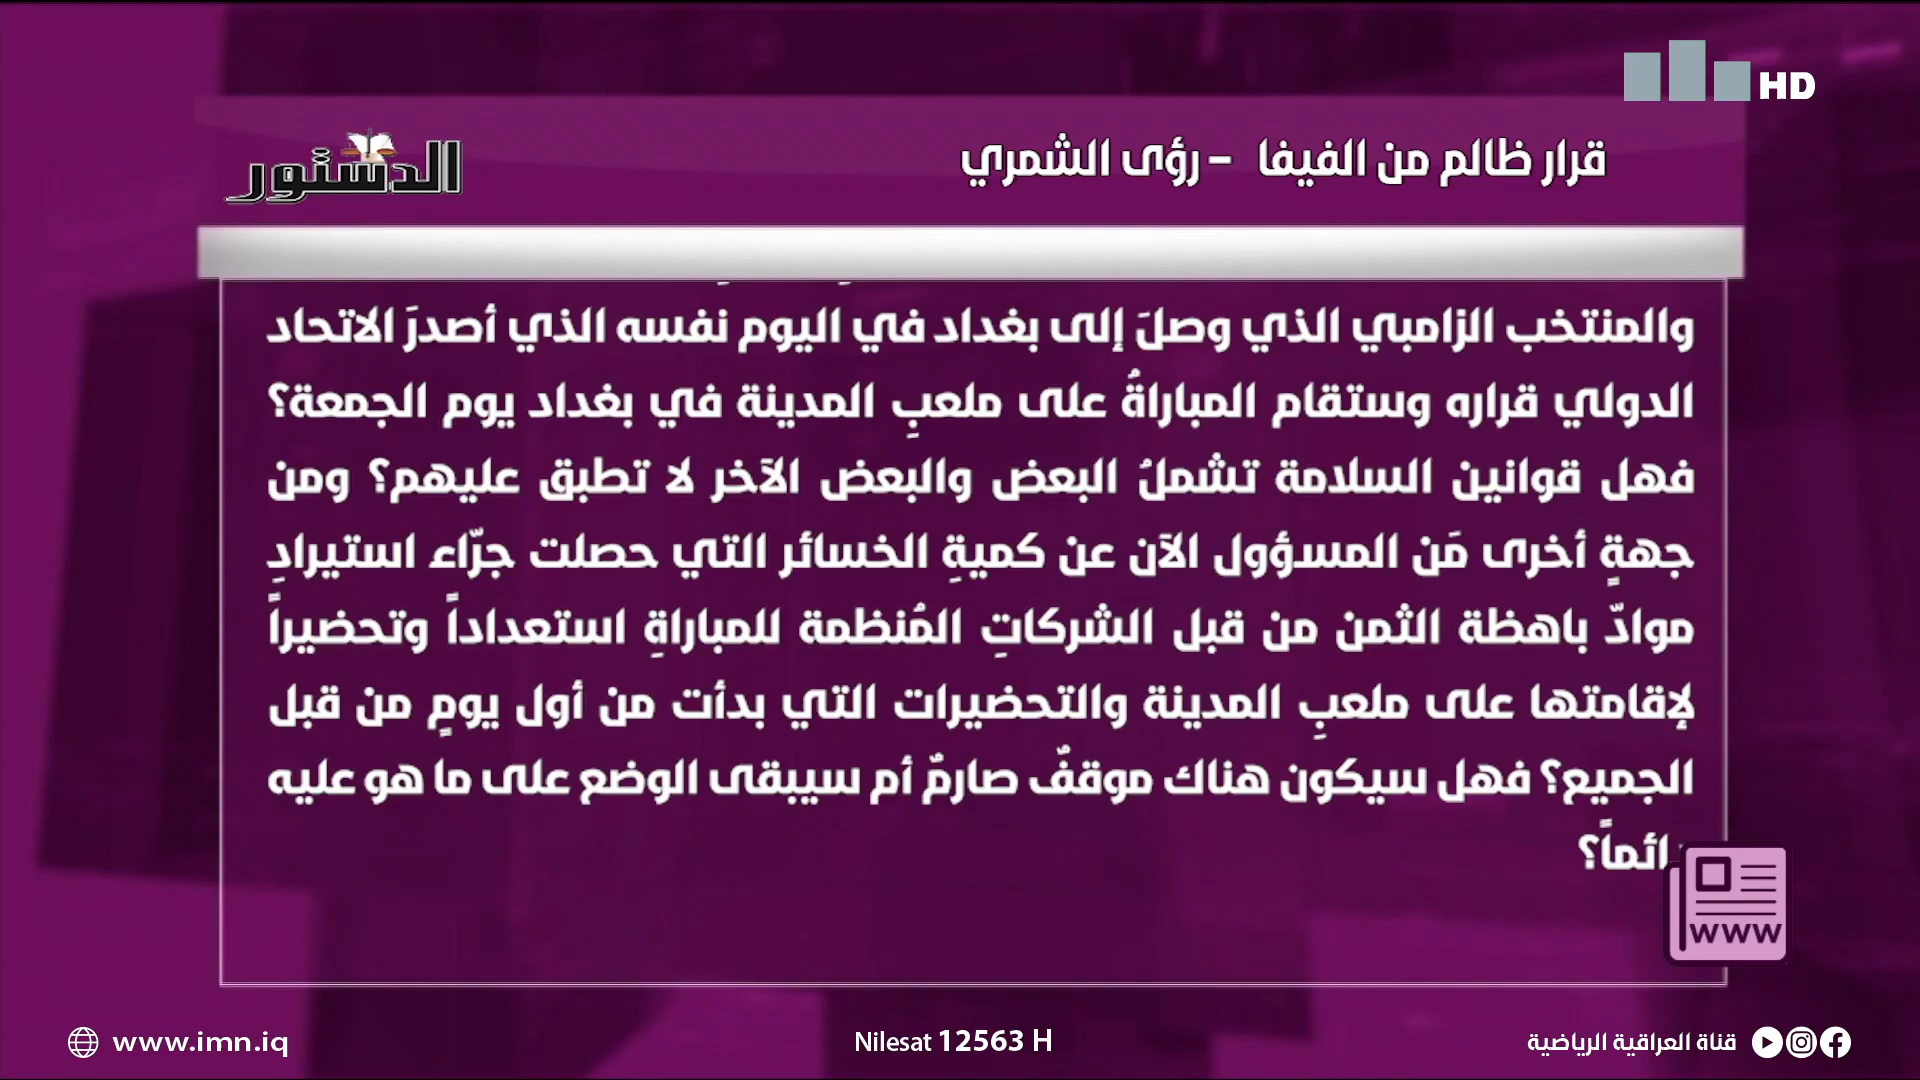 HD
قرار ظالم من الفيفا – رؤى الشمري
الدستور
والمنتخب الزامبي الذي وصلَ إلى بغداد في اليوم نفسه الذي أصدرَ الاتحاد
الدولي قراره وستقام المباراةُ على ملعبِ المدينة في بغداد يوم الجمعة؟
فهل قوانين السلامة تشملُ البعض والبعض الآخر لا تطبق عليهم؟ ومن
جهةٍ أخرى مَن المسؤول الآن عن كميةِ الخسائر التي حصلت جرّاء استيرادِ
موادّ باهظة الثمن من قبل الشركاتِ المُنظمة للمباراةِ استعداداً وتحضيراً
لإقامتها على ملعبِ المدينة والتحضيرات التي بدأت من أول يومٍ من قبل
الجميع؟ فهل سيكون هناك موقفٌ صارمٌ أم سيبقى الوضع على ما هو عليه
دائماً؟
www
www.imn.iq
Nilesat 12563 H
قناة العراقية الرياضية